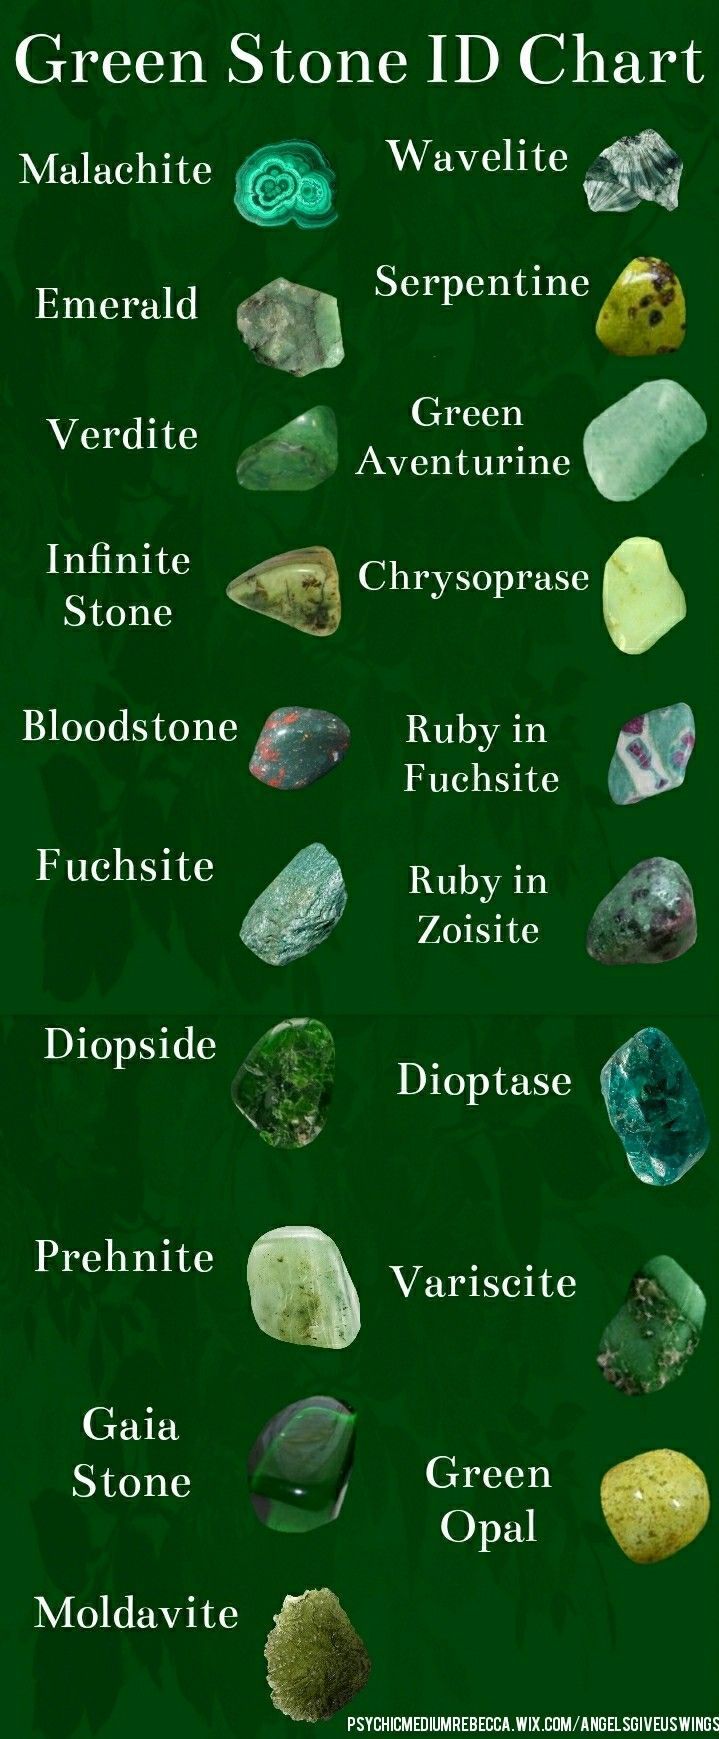 Green Stone ID Chart
Malachite
Wavelite
Emerald
Serpentine
Verdite
Green
Aventurine
Infinite
Stone
Chrysoprase
Bloodstone
Ruby in
Fuchsite
Fuchsite
Ruby in
Zoisite
Diopside
Dioptase
Prehnite
Variscite
Gaia
Stone
Green
Opal
Moldavite
PSYCHICMEDIUMREBECCA.WIX.COM/ANGELSGIVEUSWINGS